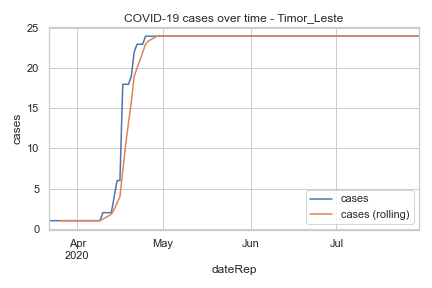 COVID-19 cases over time - Timor_Leste
25
20
15
10
5
0
cases
Apr
2020
May
Jun
Jul
dateRep
cases
cases (rolling)